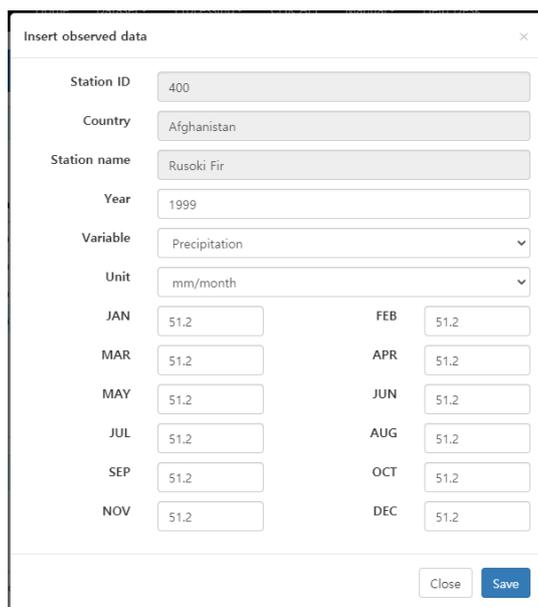 Insert observed data ×
Station ID 400
Country Afghanistan
Station name Rusoki Fir
Year 1999
Variable Precipitation
Unit mm/month
JAN 51.2 FEB 51.2
MAR 51.2 APR 51.2
MAY 51.2 JUN 51.2
JUL 51.2 AUG 51.2
SEP 51.2 OCT 51.2
NOV 51.2 DEC 51.2
Close Save